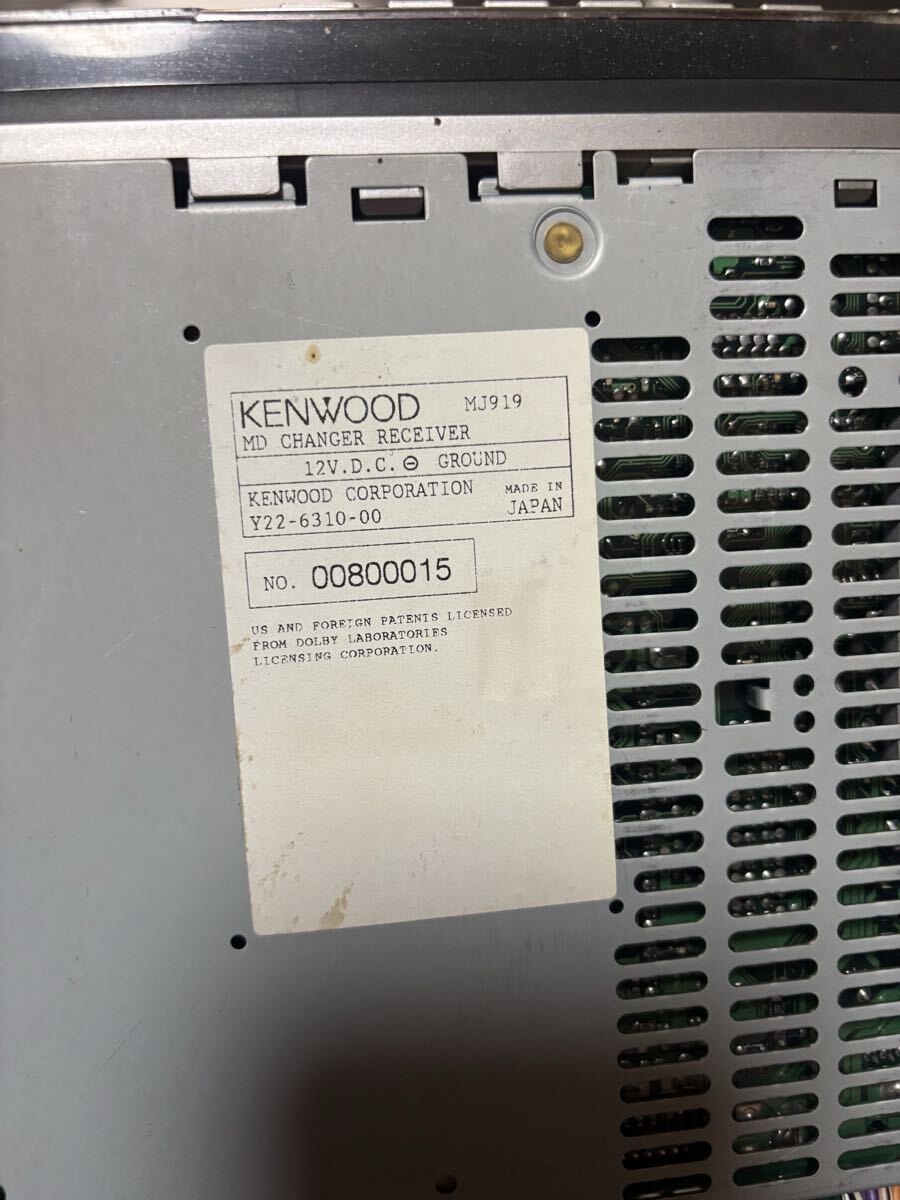 KENWOOD MJ919
MD CHANGER RECEIVER
12V.D.C. ⊖ GROUND
KENWOOD CORPORATION MADE IN
Y22-6310-00 JAPAN
NO. 00800015
US AND FOREIGN PATENTS LICENSED
FROM DOLBY LABORATORIES
LICENSING CORPORATION.